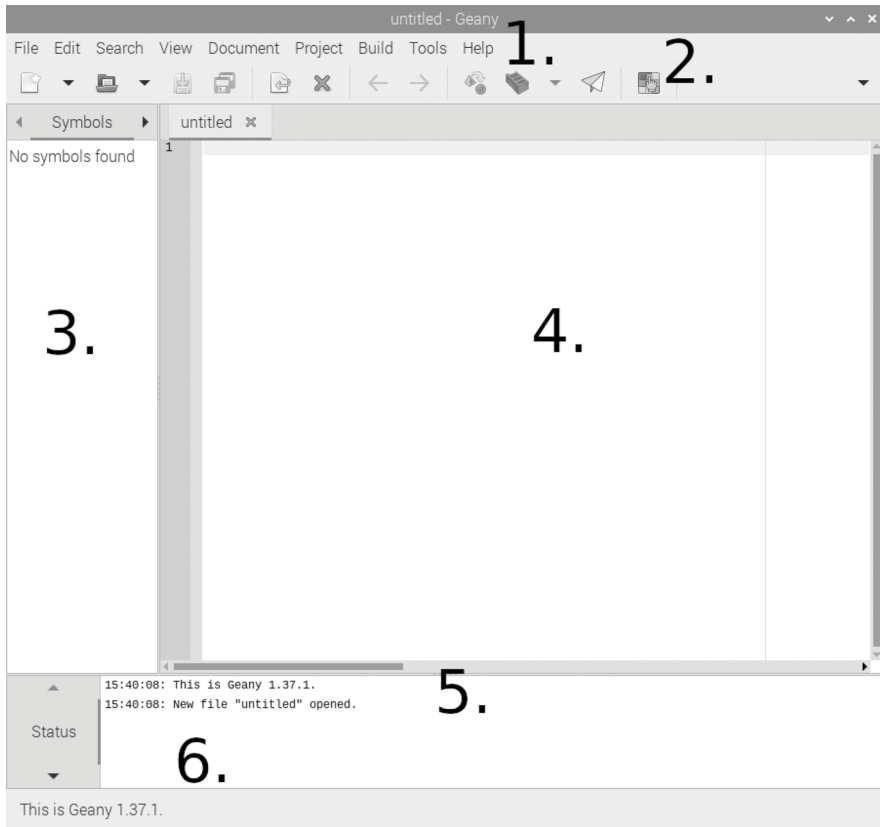 untitled - Geany
File Edit Search View Document Project Build Tools Help
1.
2.
Symbols
untitled
No symbols found
1
3.
4.
15:40:08: This is Geany 1.37.1.
15:40:08: New file "untitled" opened.
5.
Status
6.
This is Geany 1.37.1.